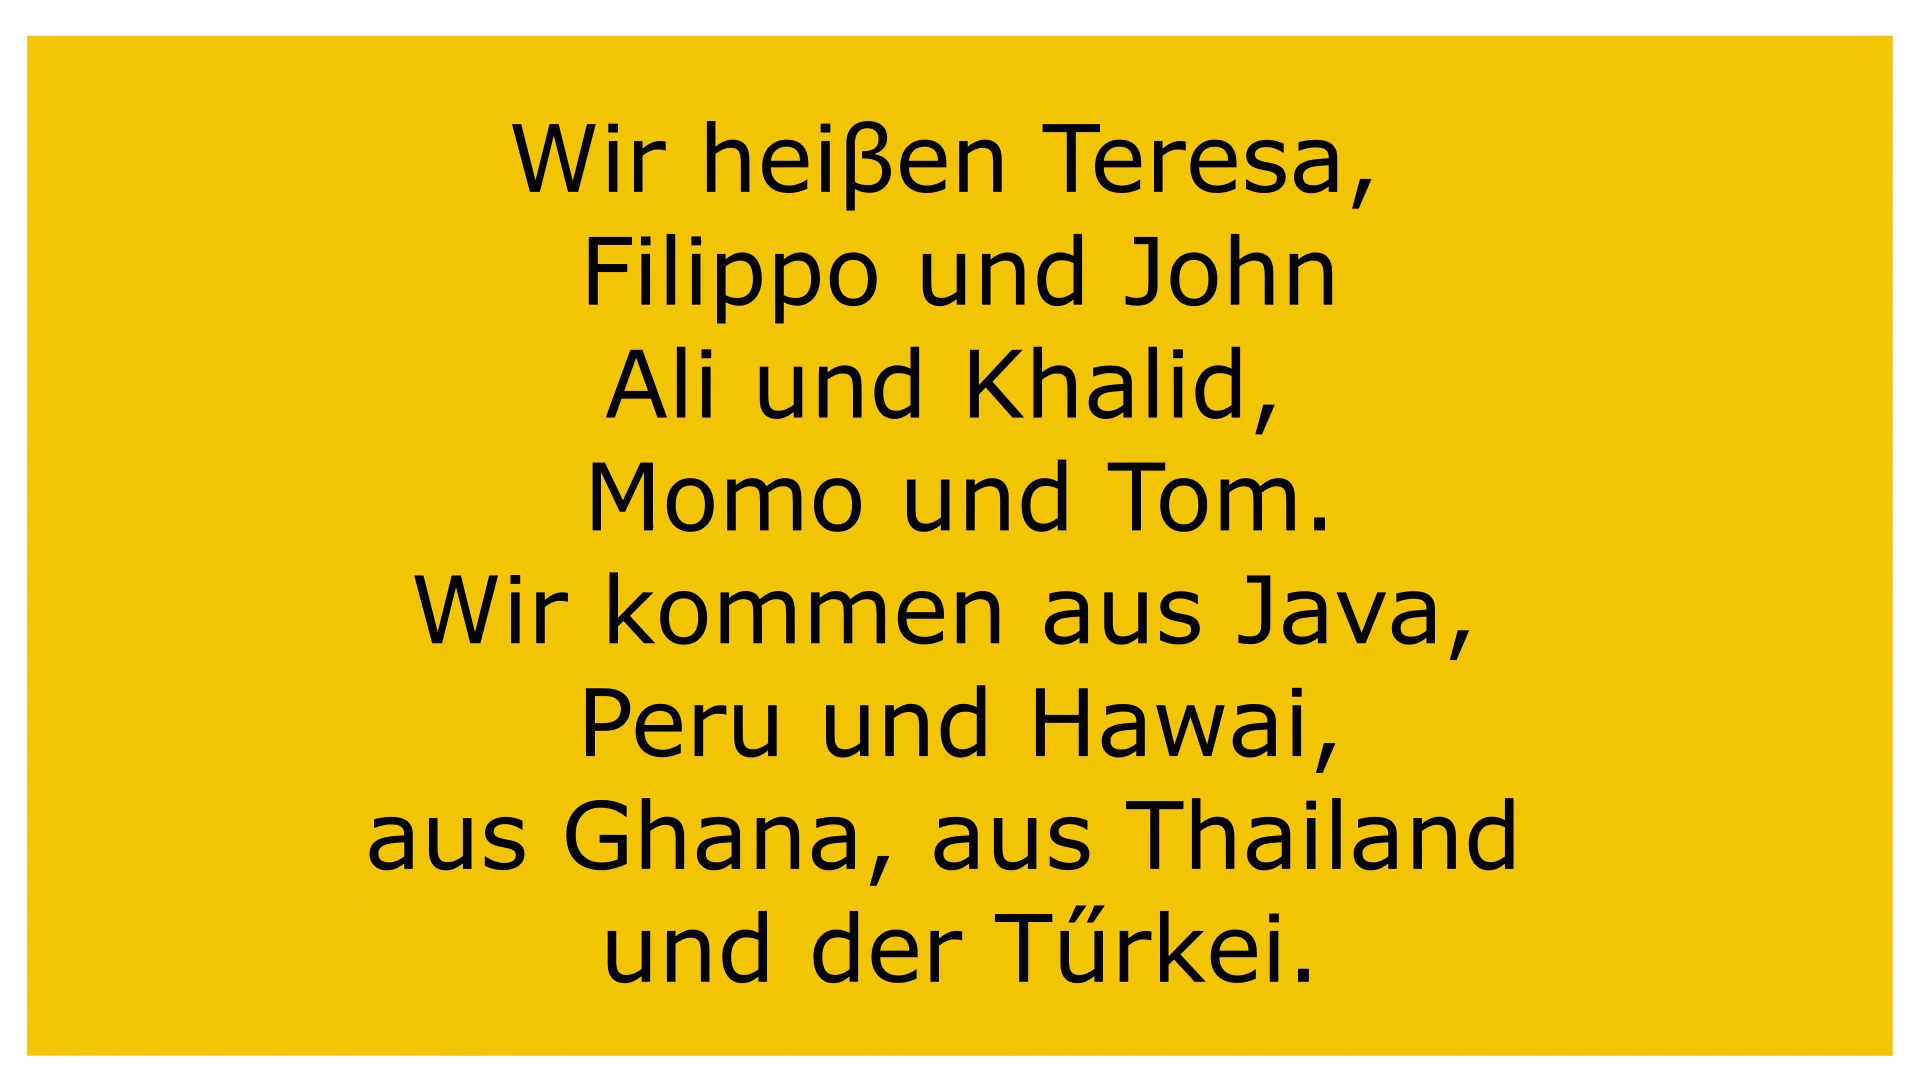 Wir heiβen Teresa,
Filippo und John
Ali und Khalid,
Momo und Tom.
Wir kommen aus Java,
Peru und Hawai,
aus Ghana, aus Thailand
und der Tűrkei.